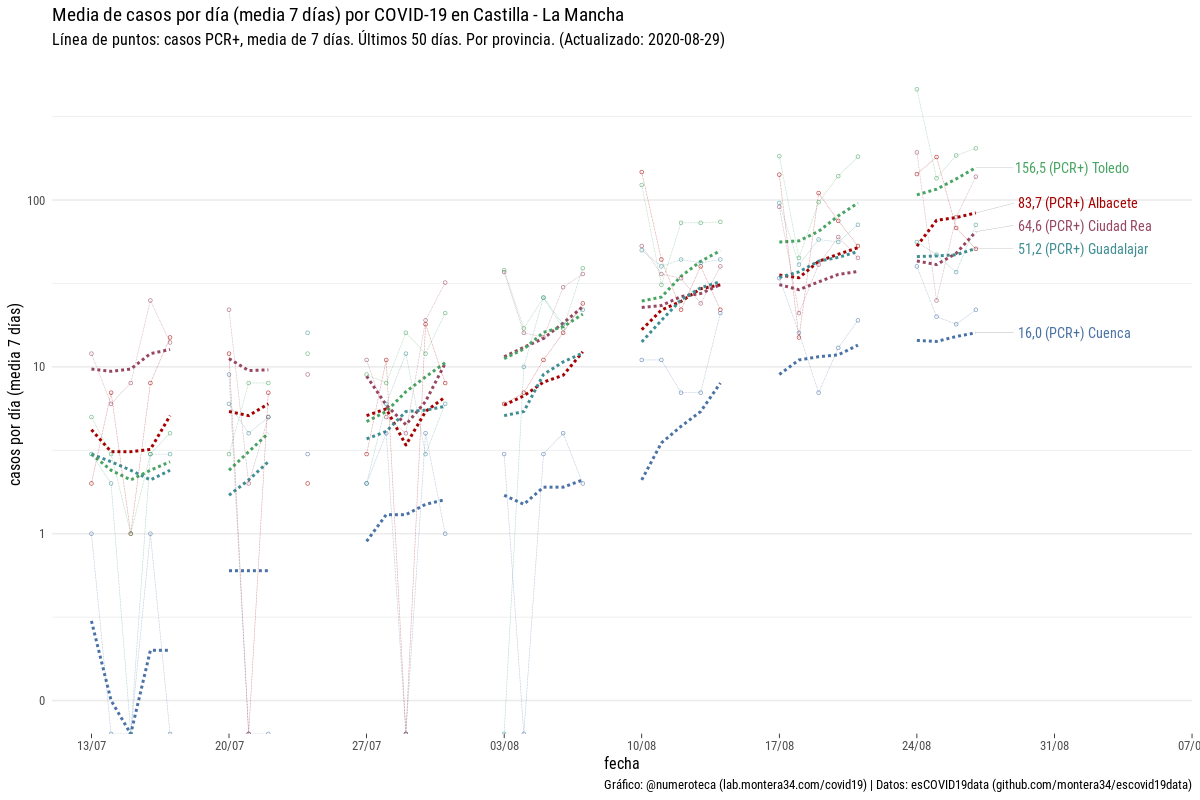 Media de casos por día (media 7 días) por COVID-19 en Castilla - La Mancha
Línea de puntos: casos PCR+, media de 7 días. Últimos 50 días. Por provincia. (Actualizado: 2020-08-29)
casos por día (media 7 días)
100
10
1
0
156,5 (PCR+) Toledo
83,7 (PCR+) Albacete
64,6 (PCR+) Ciudad Rea
51,2 (PCR+) Guadalajar
16,0 (PCR+) Cuenca
13/07 20/07 27/07 03/08 10/08 17/08 24/08 31/08 07/0
fecha
Gráfico: @numeroteca (lab.montera34.com/covid19) | Datos: esCOVID19data (github.com/montera34/escovid19data)